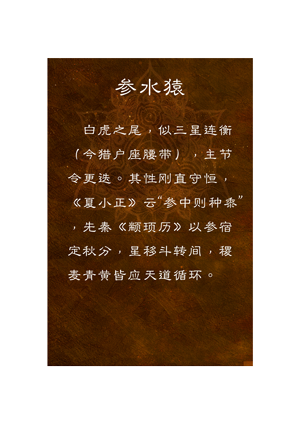 参水猿
白虎之尾，似三星连衡
（今猎户座腰带），主节
令更迭。其性刚直守恒，
《夏小正》云“参中则种黍”
，先秦《颛顼历》以参宿
定秋分，星移斗转间，稷
麦青黄皆应天道循环。